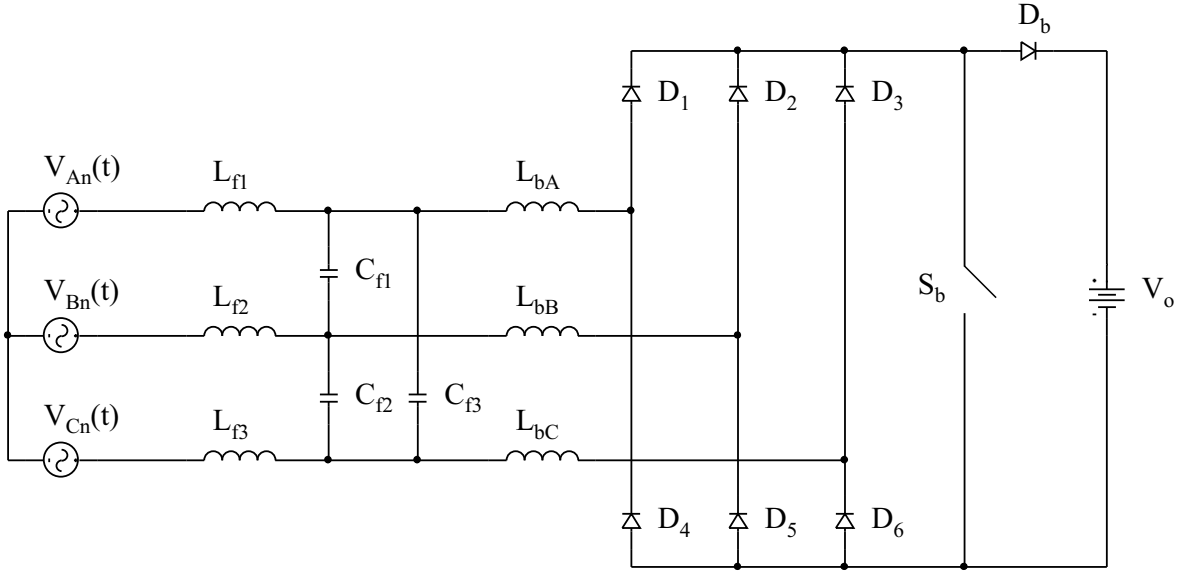 D_b
D_1 D_2 D_3
V_An(t) L_f1 L_bA
C_f1
V_Bn(t) L_f2 L_bB S_b V_o
C_f2 C_f3
V_Cn(t) L_f3 L_bC
D_4 D_5 D_6